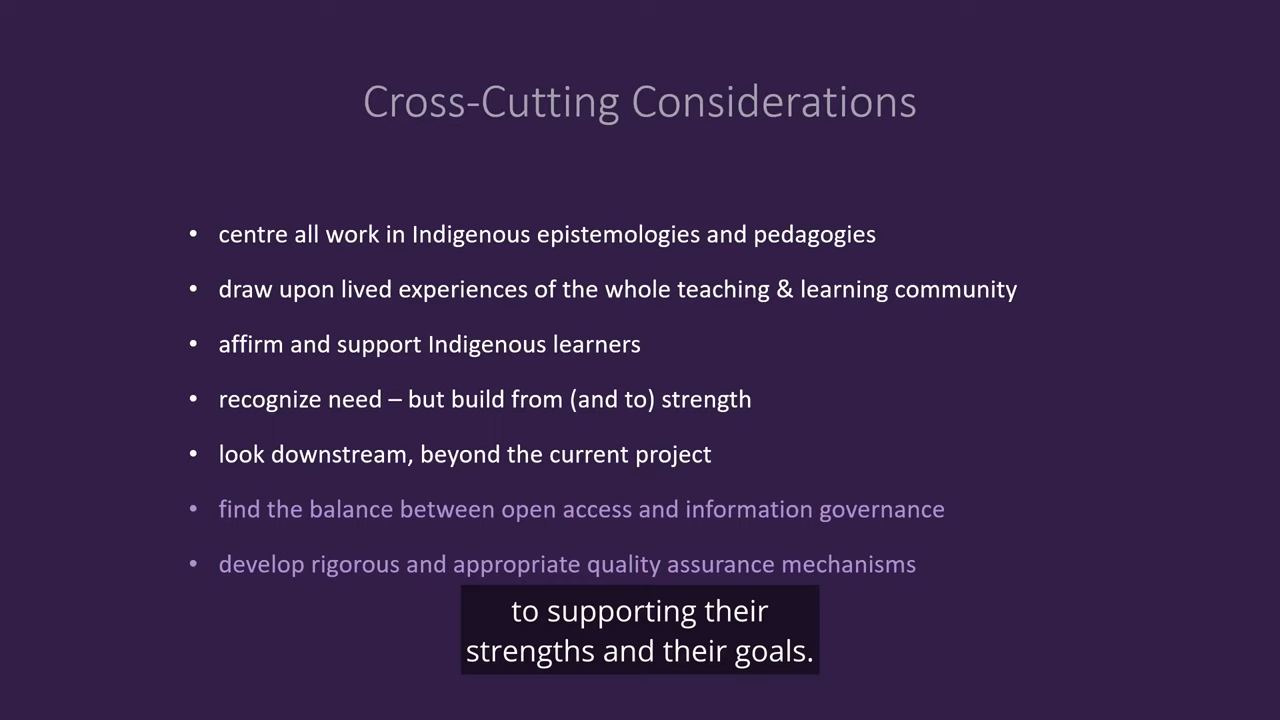 Cross-Cutting Considerations
• centre all work in Indigenous epistemologies and pedagogies
• draw upon lived experiences of the whole teaching & learning community
• affirm and support Indigenous learners
• recognize need – but build from (and to) strength
• look downstream, beyond the current project
• find the balance between open access and information governance
• develop rigorous and appropriate quality assurance mechanisms
to supporting their
strengths and their goals.